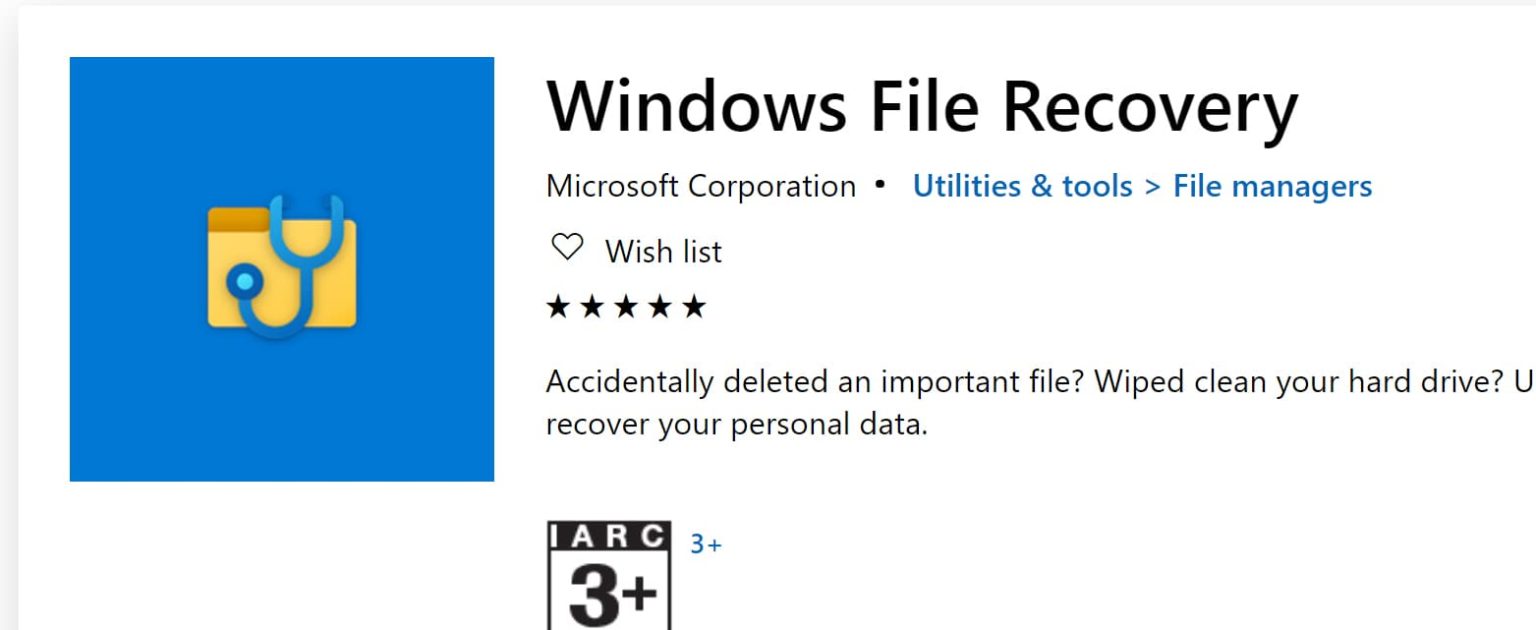 Windows File Recovery
Microsoft Corporation • Utilities & tools > File managers
Wish list
★★★★★
Accidentally deleted an important file? Wiped clean your hard drive? U
recover your personal data.
IARC 3+
3+